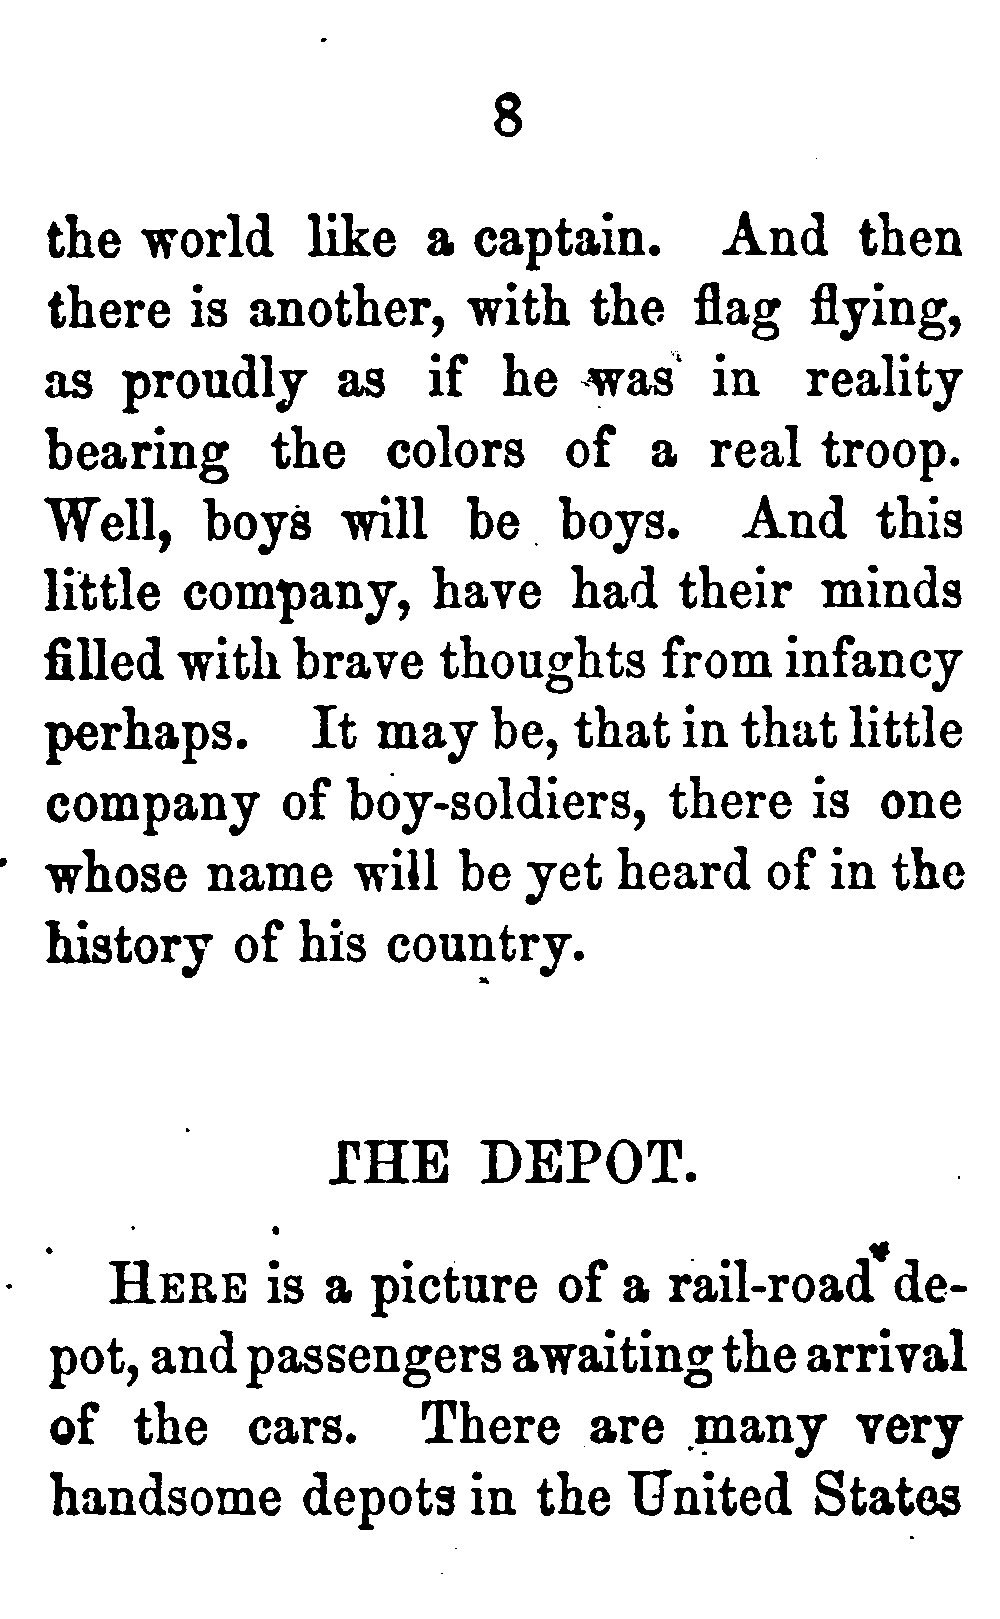 8
the world like a captain. And then
there is another, with the flag flying,
as proudly as if he was in reality
bearing the colors of a real troop.
Well, boys will be boys. And this
little company, have had their minds
filled with brave thoughts from infancy
perhaps. It may be, that in that little
company of boy-soldiers, there is one
whose name will be yet heard of in the
history of his country.
THE DEPOT.
HERE is a picture of a rail-road de-
pot, and passengers awaiting the arrival
of the cars. There are many very
handsome depots in the United States